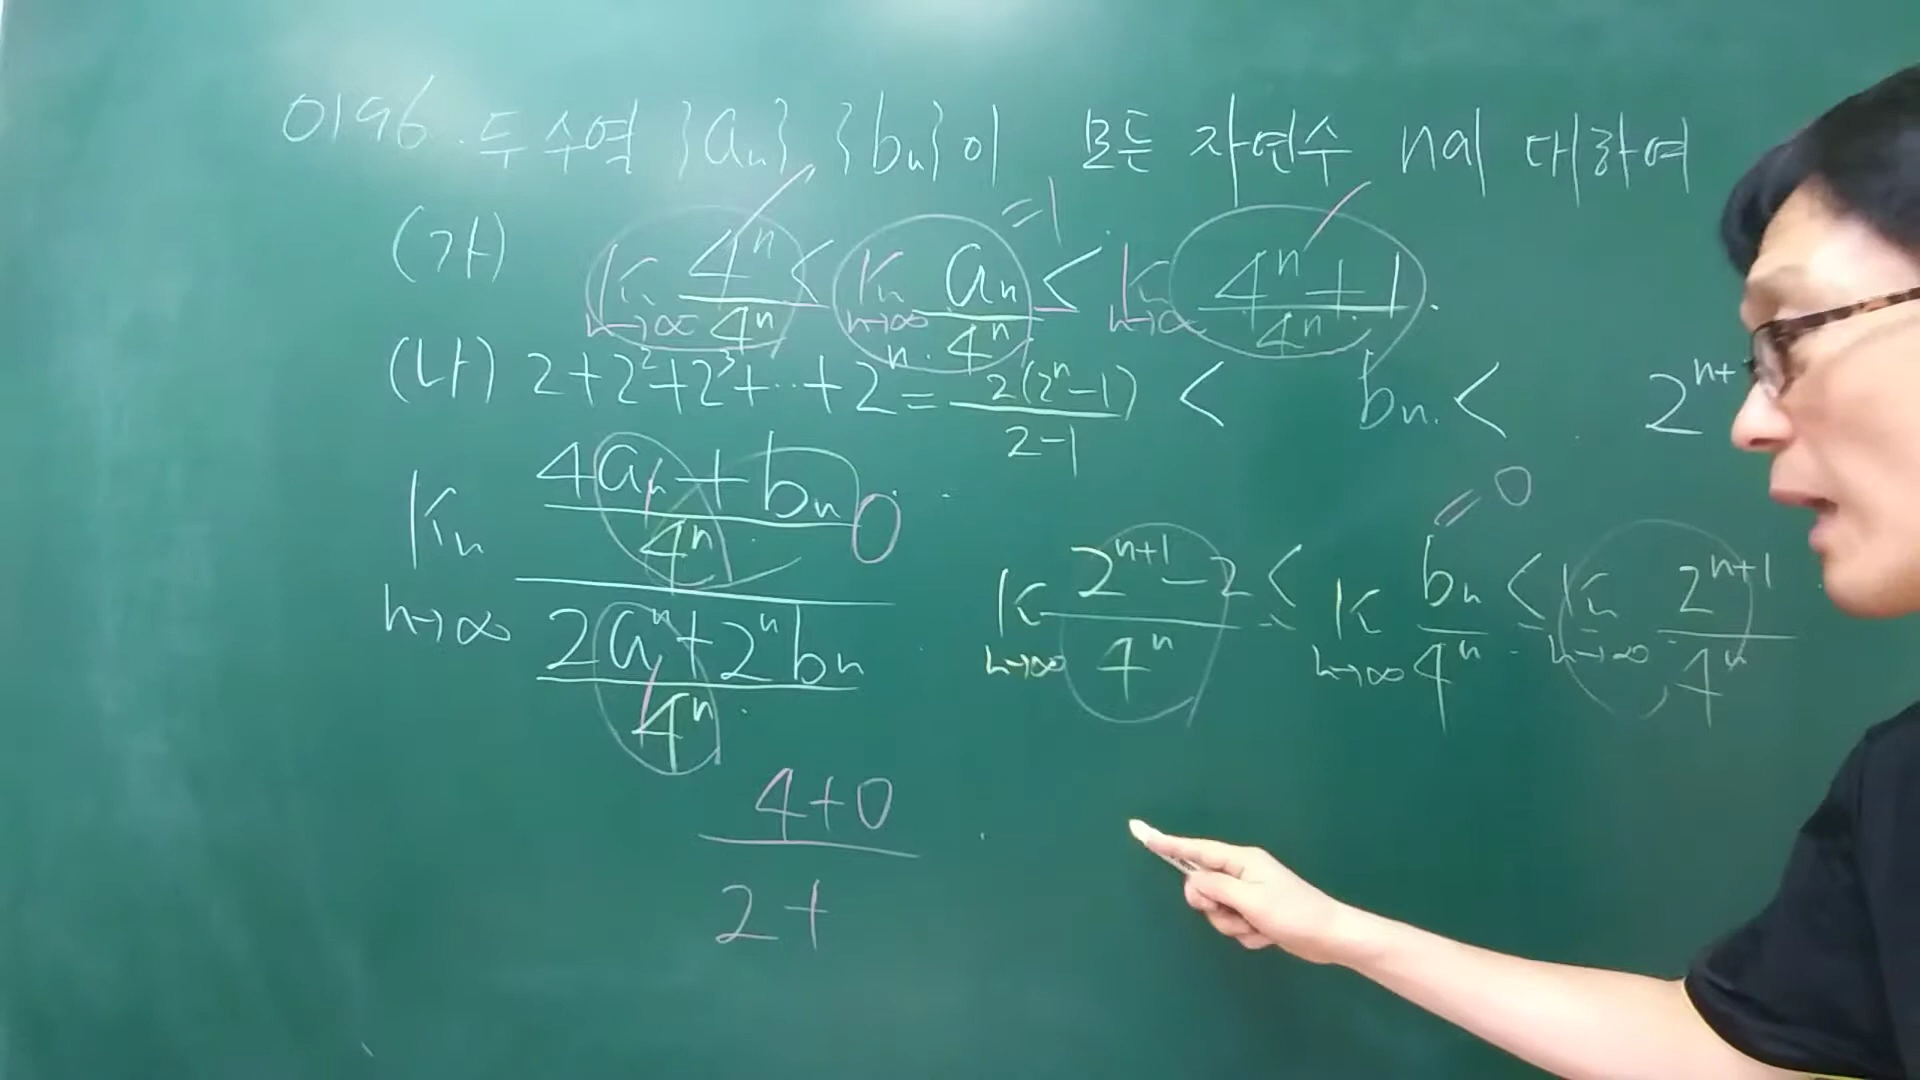 0196. 두 수열 {aₙ}, {bₙ}이 모든 자연수 n에 대하여
(가) lim n→∞ 4ⁿ/4ⁿ < lim n→∞ aₙ/4ⁿ < lim n→∞ (4ⁿ+1)/4ⁿ =1
(나) 2+2²+2³+...+2ⁿ = 2(2ⁿ-1)/(2-1) < bₙ < 2ⁿ⁺
lim n→∞ ((4aₙ+bₙ)/4ⁿ)/((2aₙ+2ⁿbₙ)/4ⁿ) 0
lim n→∞ (2ⁿ⁺¹-2)/4ⁿ ≤ lim n→∞ bₙ/4ⁿ ≤ lim n→∞ 2ⁿ⁺¹/4ⁿ =0
4+0
2+